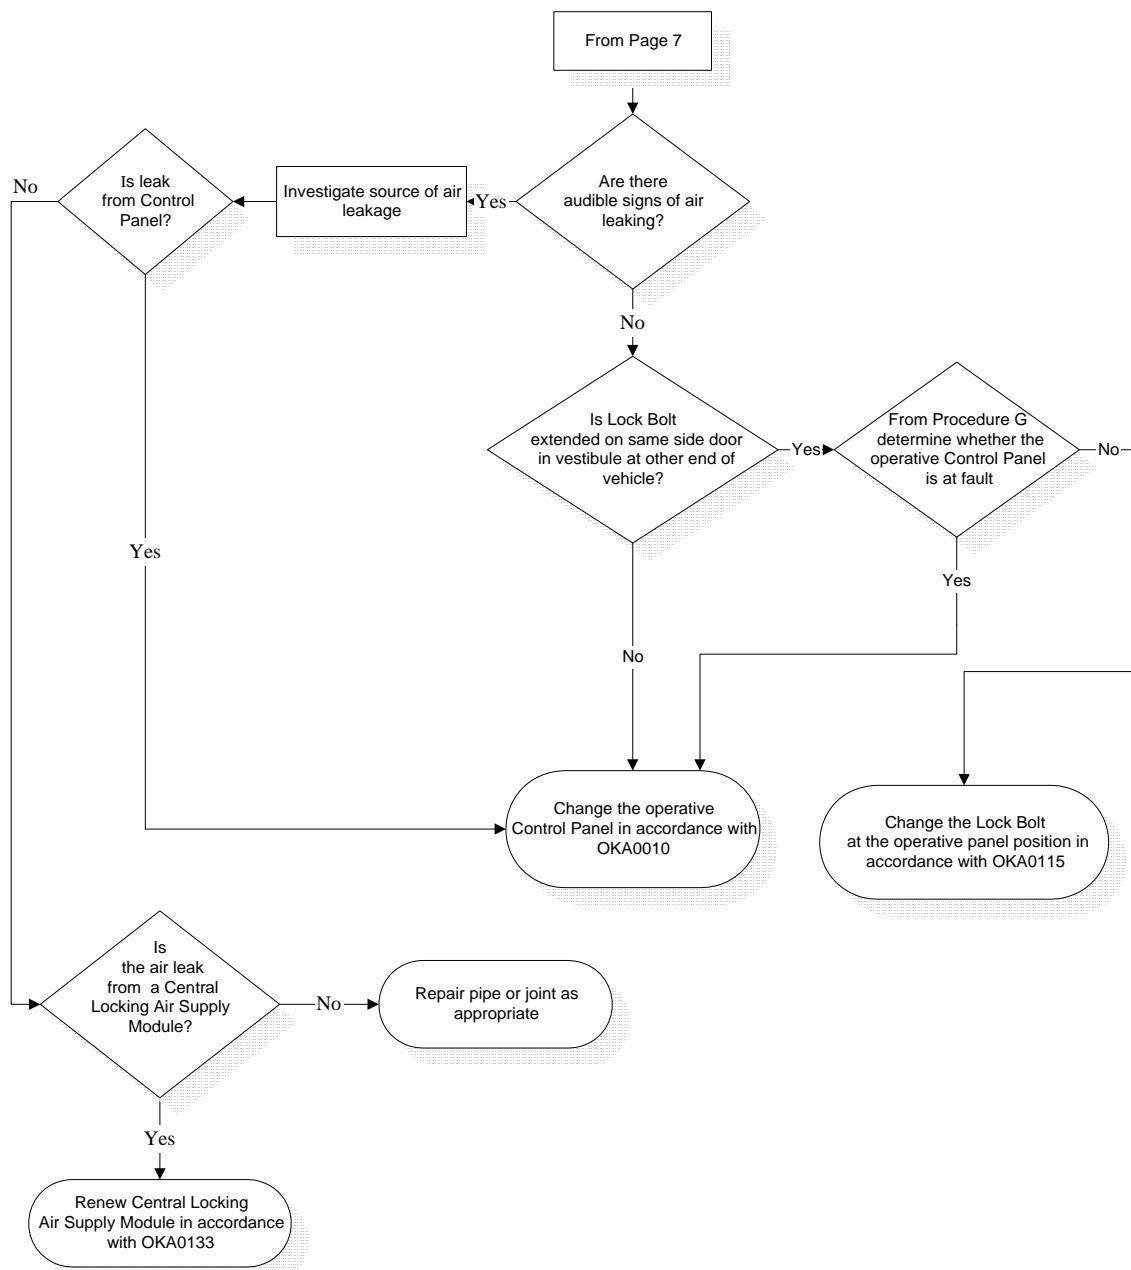 From Page 7
Are there
audible signs of air
leaking?
Yes
Investigate source of air
leakage
Is leak
from Control
Panel?
No
Yes
No
Is Lock Bolt
extended on same side door
in vestibule at other end of
vehicle?
Yes
From Procedure G
determine whether the
operative Control Panel
is at fault
No
Yes
No
Change the operative
Control Panel in accordance with
OKA0010
Change the Lock Bolt
at the operative panel position in
accordance with OKA0115
Is
the air leak
from a Central
Locking Air Supply
Module?
No
Repair pipe or joint as
appropriate
Yes
Renew Central Locking
Air Supply Module in accordance
with OKA0133